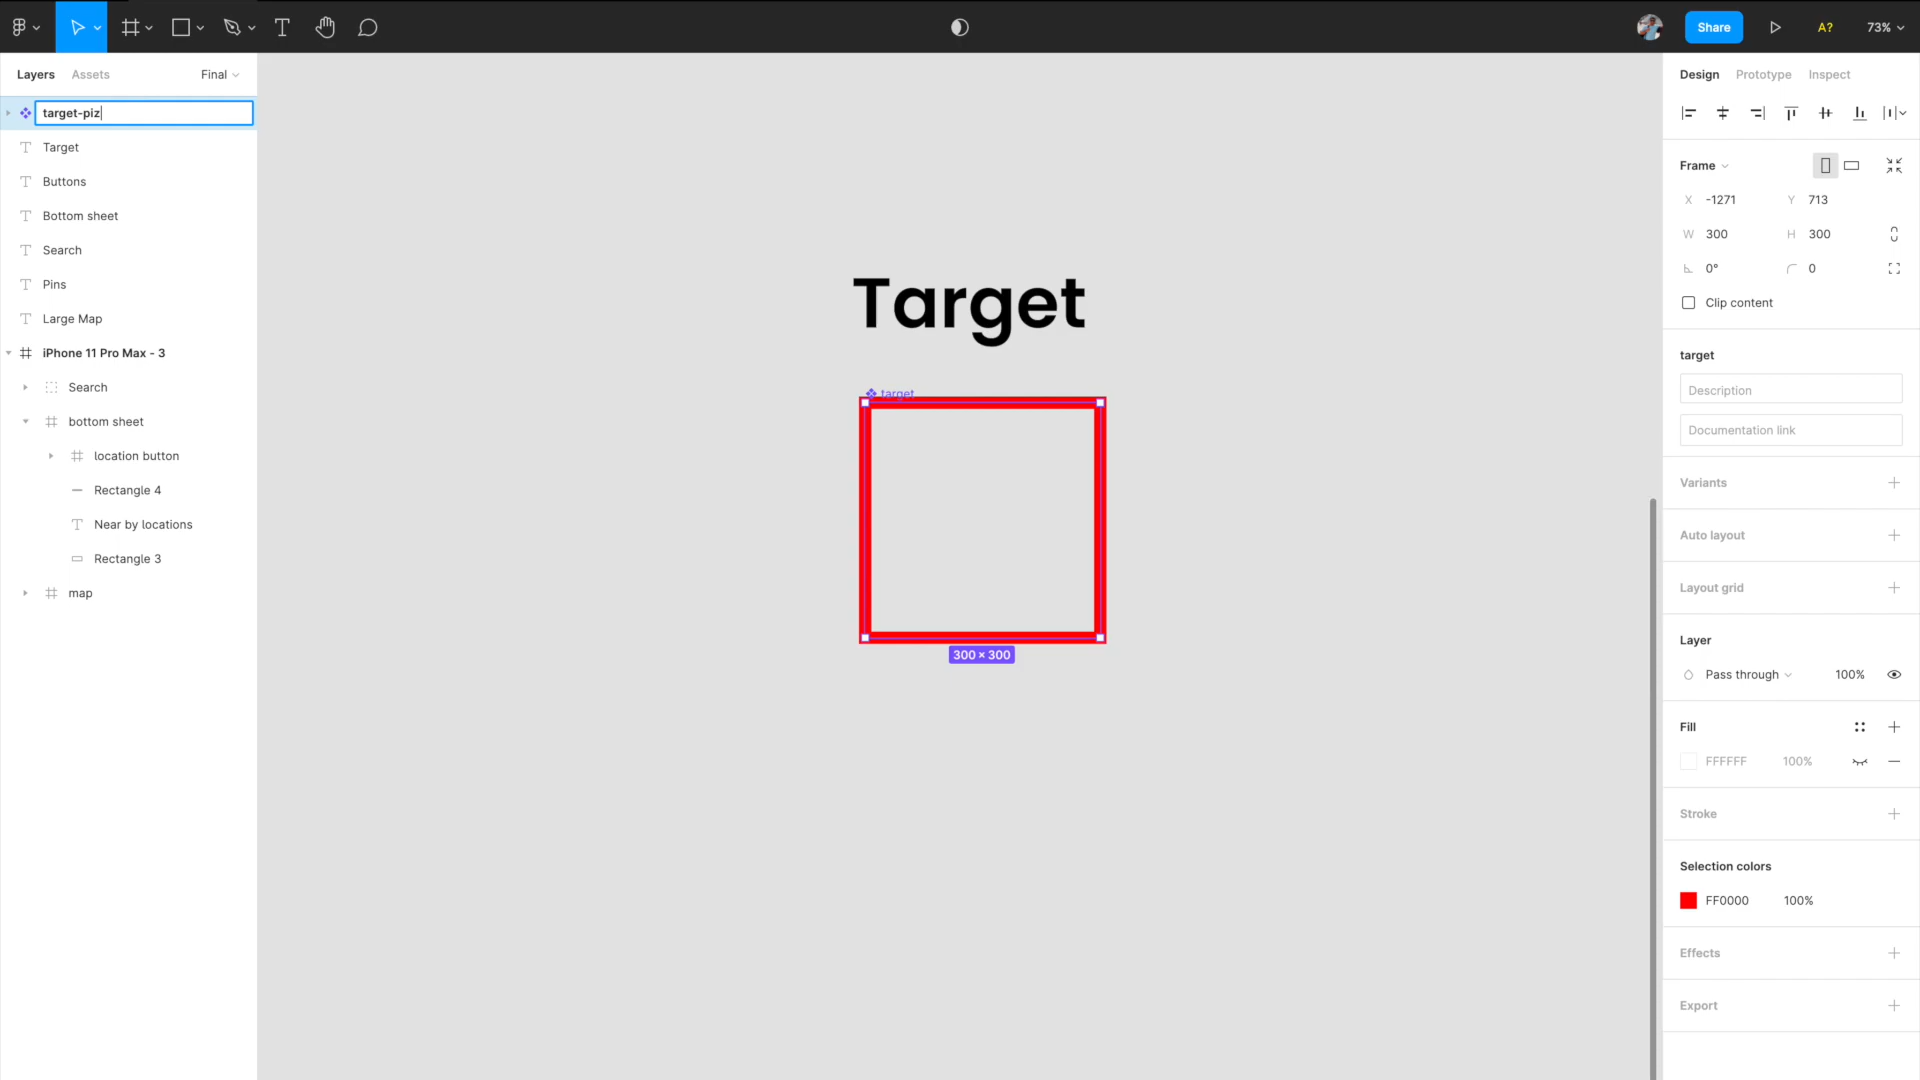 Share
A?
73%
Layers
Assets
Final
target-piz
Target
Buttons
Bottom sheet
Search
Pins
Large Map
iPhone 11 Pro Max - 3
Search
bottom sheet
location button
Rectangle 4
Near by locations
Rectangle 3
map
Target
target
300 × 300
Design
Prototype
Inspect
Frame
X -1271
Y 713
W 300
H 300
0°
0
Clip content
target
Description
Documentation link
Variants
Auto layout
Layout grid
Layer
Pass through
100%
Fill
FFFFFF
100%
Stroke
Selection colors
FF0000
100%
Effects
Export